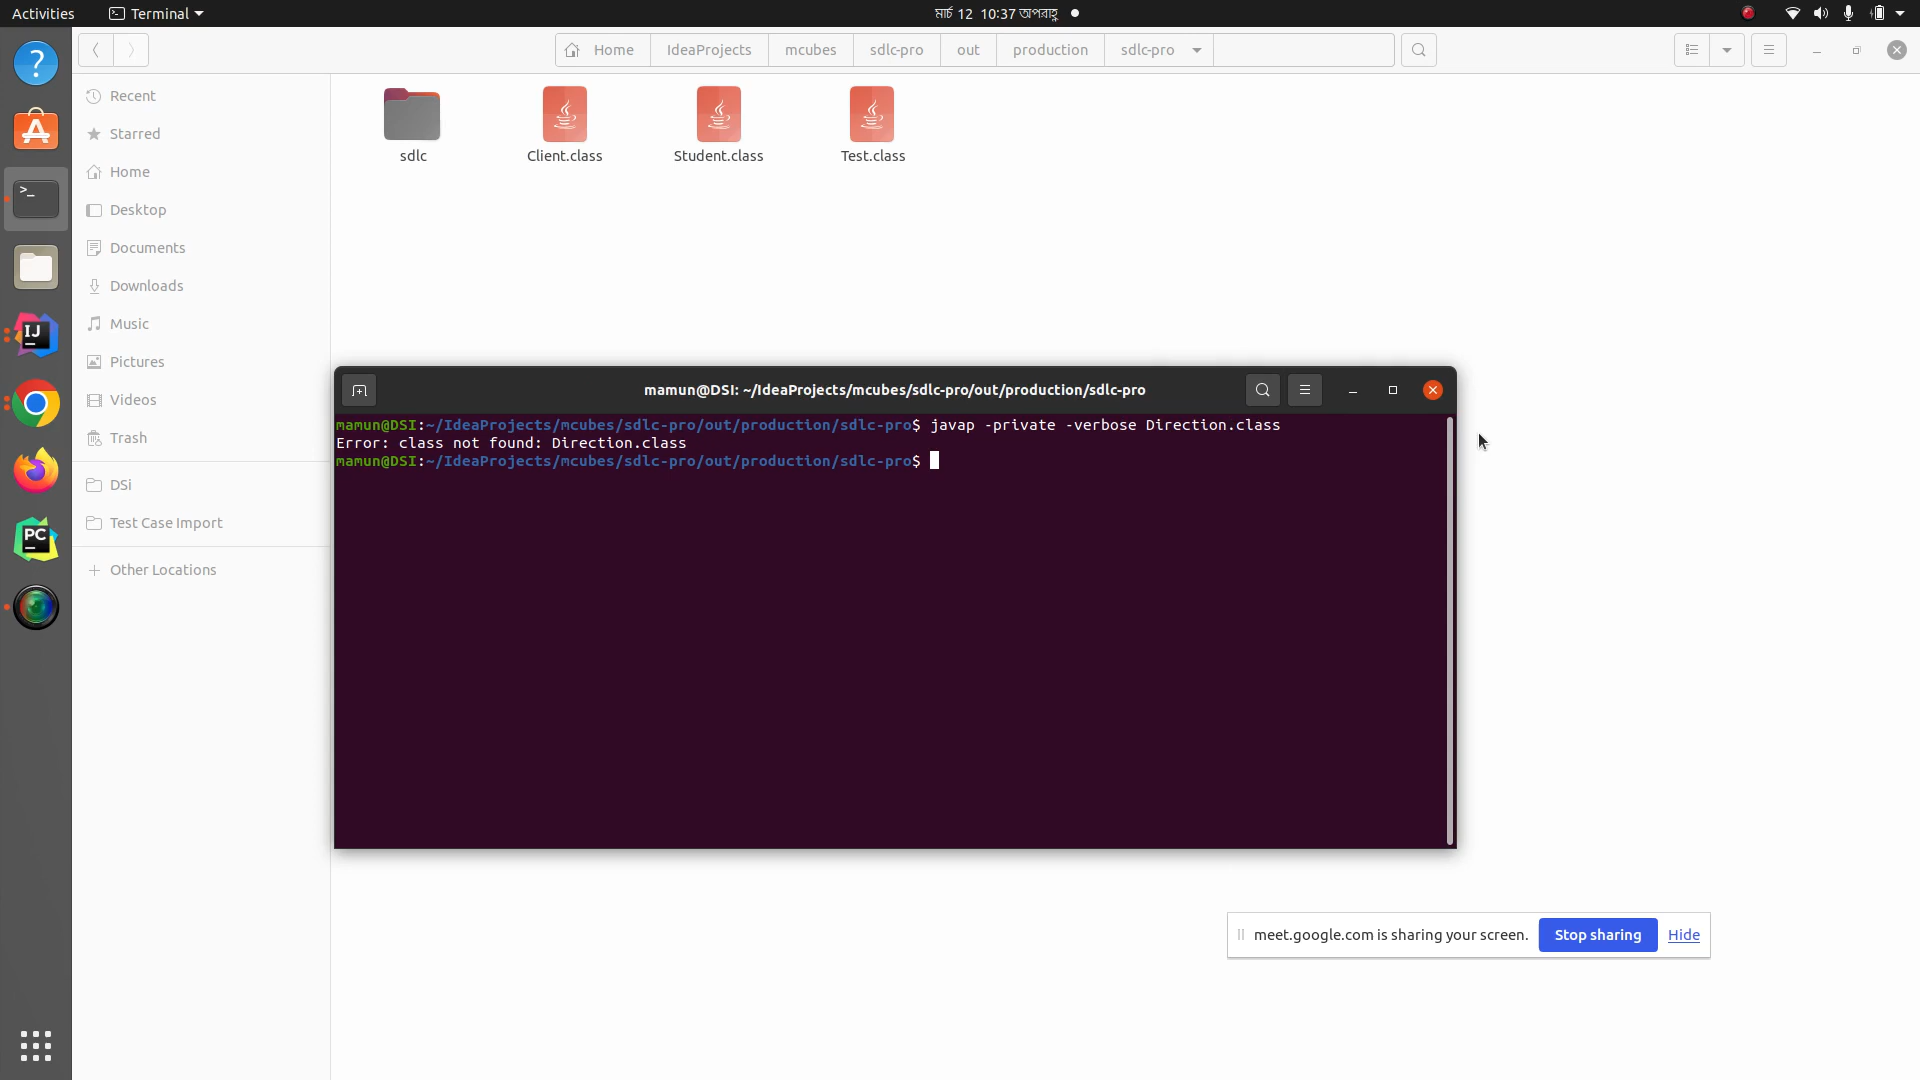 Activities
Terminal
মার্চ 12 10:37 অপরাহ্ণ
Home
IdeaProjects
mcubes
sdlc-pro
out
production
sdlc-pro
Recent
Starred
Home
Desktop
Documents
Downloads
Music
Pictures
Videos
Trash
DSi
Test Case Import
Other Locations
sdlc
Client.class
Student.class
Test.class
mamun@DSI: ~/IdeaProjects/mcubes/sdlc-pro/out/production/sdlc-pro
mamun@DSI:~/IdeaProjects/mcubes/sdlc-pro/out/production/sdlc-pro$ javap -private -verbose Direction.class
Error: class not found: Direction.class
mamun@DSI:~/IdeaProjects/mcubes/sdlc-pro/out/production/sdlc-pro$
meet.google.com is sharing your screen.
Stop sharing
Hide
IJ
PC